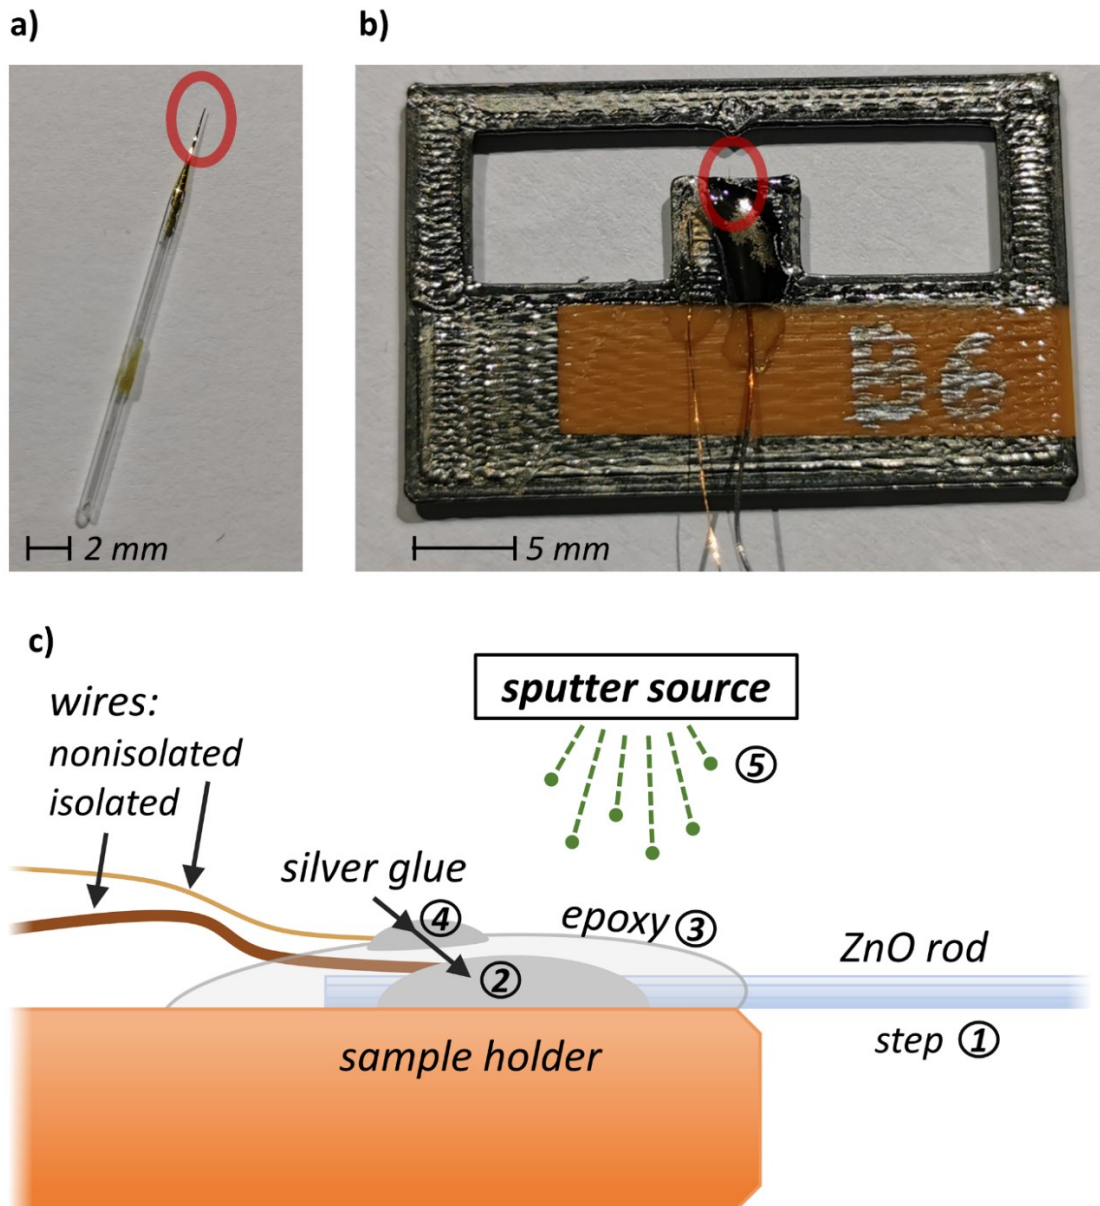 a)
b)
2 mm
B6
5 mm
c)
sputter source
wires:
nonisolated
isolated
5
silver glue
4
epoxy 3
ZnO rod
2
step 1
sample holder